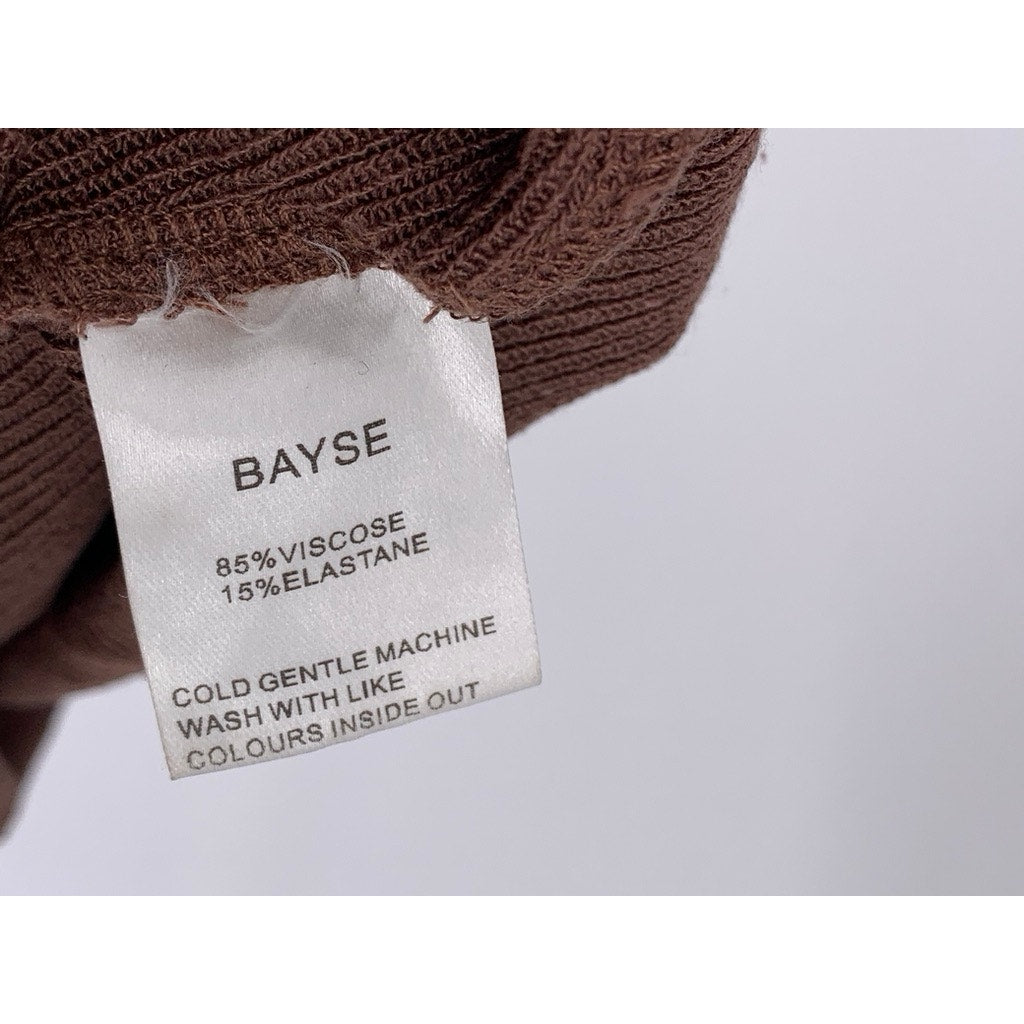 BAYSE
85%VISCOSE
15%ELASTANE
COLD GENTLE MACHINE
WASH WITH LIKE
COLOURS INSIDE OUT